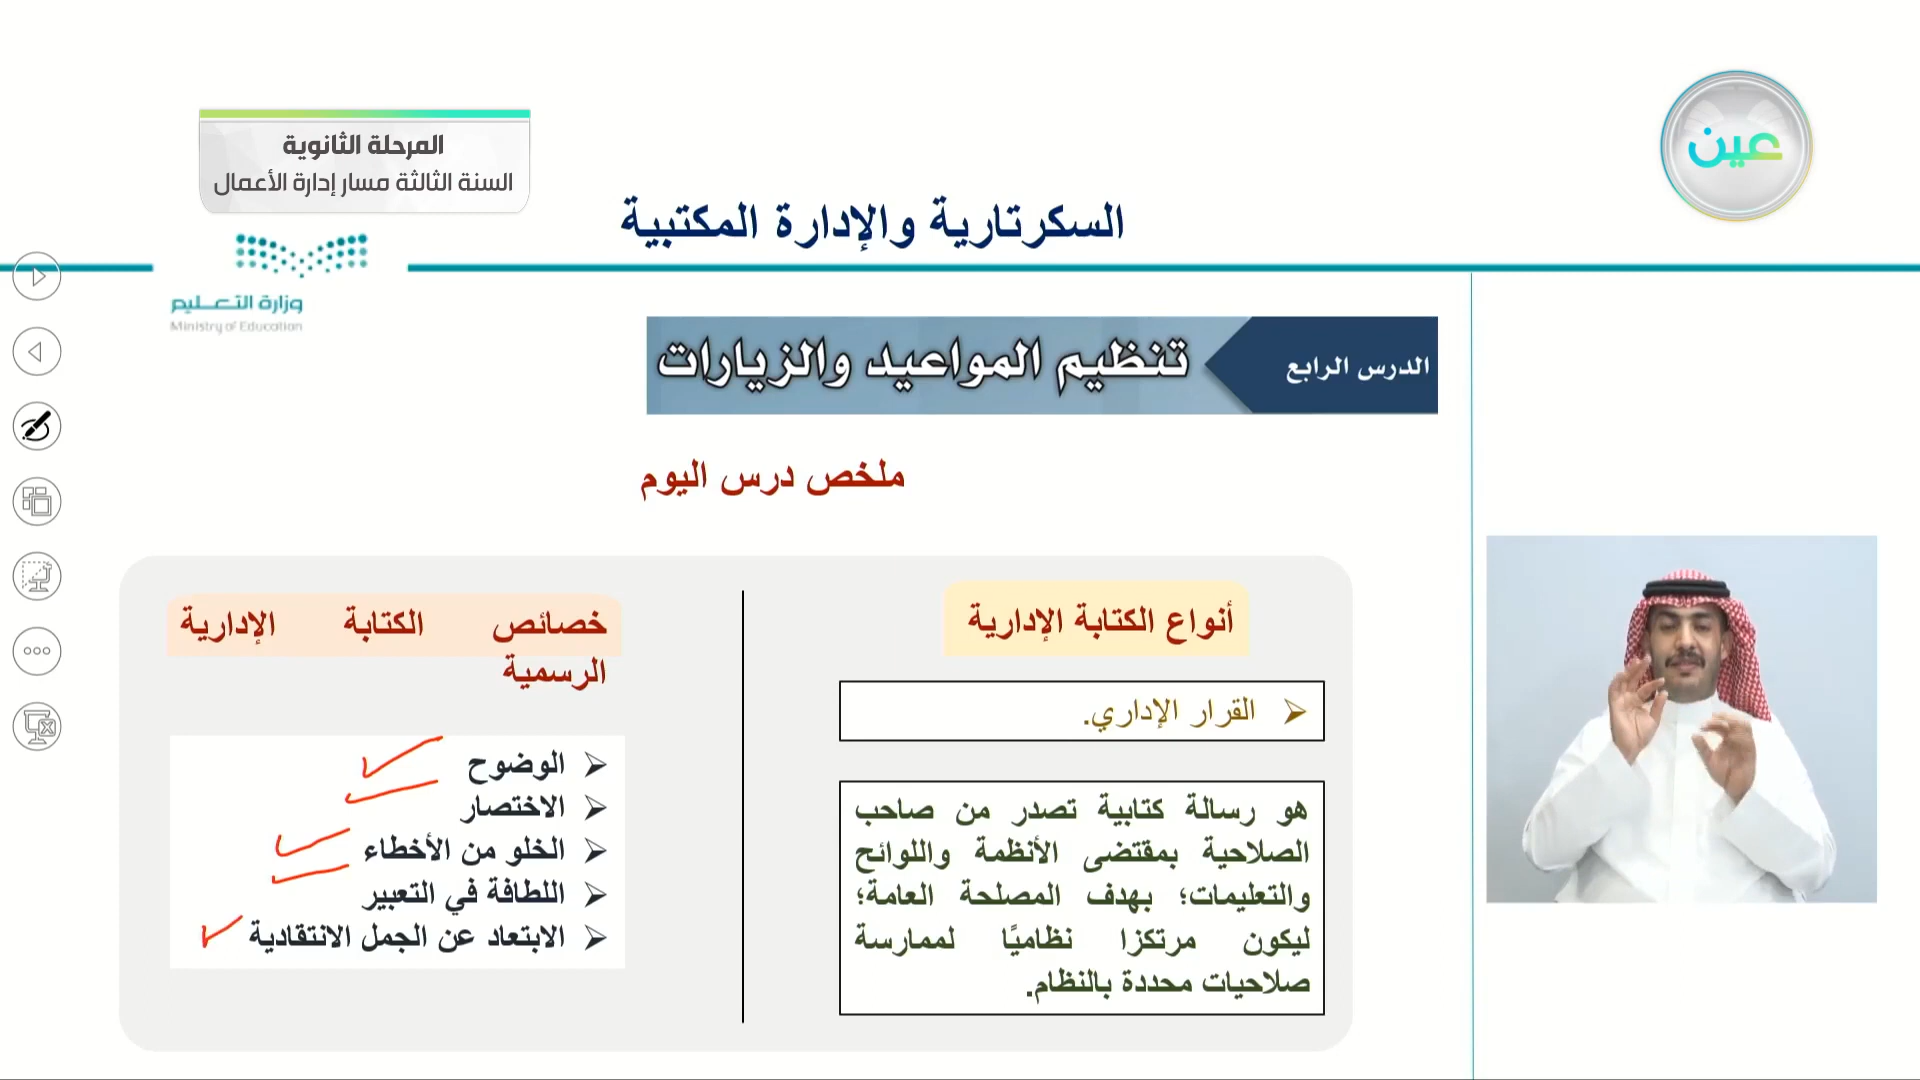 المرحلة الثانوية
السنة الثالثة مسار إدارة الأعمال
عين
السكرتارية والإدارة المكتبية
وزارة التعـــليم
Ministry of Education
الدرس الرابع
تنظيم المواعيد والزيارات
ملخص درس اليوم
أنواع الكتابة الإدارية
القرار الإداري.
هو رسالة كتابية تصدر من صاحب
الصلاحية بمقتضى الأنظمة واللوائح
والتعليمات؛ بهدف المصلحة العامة؛
ليكون مرتكزا نظاميًا لممارسة
صلاحيات محددة بالنظام.
خصائص الكتابة الإدارية
الرسمية
الوضوح
الاختصار
الخلو من الأخطاء
اللطافة في التعبير
الابتعاد عن الجمل الانتقادية